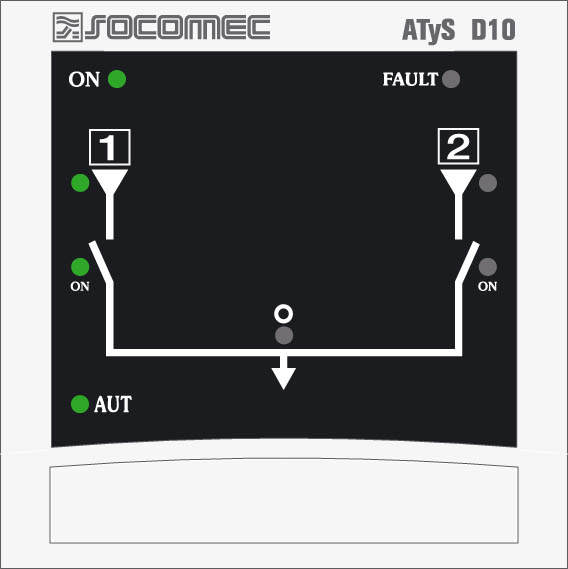 SOCOMEC ATyS D10
ON FAULT
1 2
ON ON
O
AUT